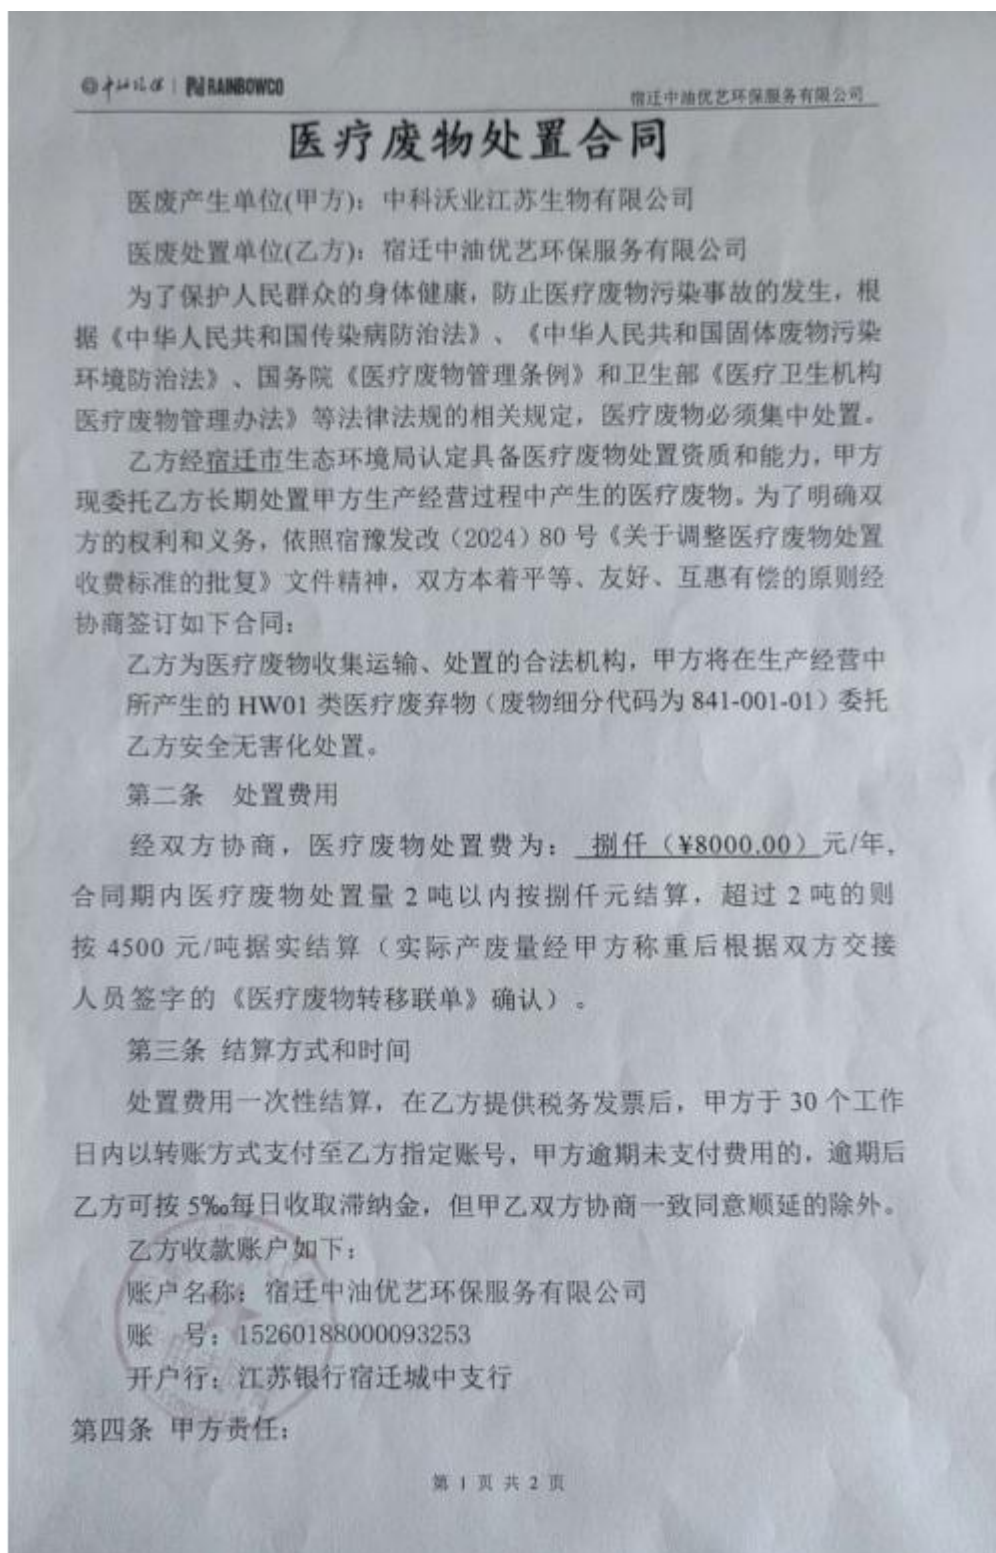 中油环保 | RAINBOWCO
宿迁中油优艺环保服务有限公司
医疗废物处置合同
医废产生单位(甲方)：中科沃业江苏生物有限公司
医废处置单位(乙方)：宿迁中油优艺环保服务有限公司
为了保护人民群众的身体健康，防止医疗废物污染事故的发生，根
据《中华人民共和国传染病防治法》、《中华人民共和国固体废物污染
环境防治法》、国务院《医疗废物管理条例》和卫生部《医疗卫生机构
医疗废物管理办法》等法律法规的相关规定，医疗废物必须集中处置。
乙方经宿迁市生态环境局认定具备医疗废物处置资质和能力，甲方
现委托乙方长期处置甲方生产经营过程中产生的医疗废物。为了明确双
方的权利和义务，依照宿豫发改（2024）80 号《关于调整医疗废物处置
收费标准的批复》文件精神，双方本着平等、友好、互惠有偿的原则经
协商签订如下合同：
乙方为医疗废物收集运输、处置的合法机构，甲方将在生产经营中
所产生的 HW01 类医疗废弃物（废物细分代码为 841-001-01）委托
乙方安全无害化处置。
第二条 处置费用
经双方协商，医疗废物处置费为： 捌仟（¥8000.00）元/年，
合同期内医疗废物处置量 2 吨以内按捌仟元结算，超过 2 吨的则
按 4500 元/吨据实结算（实际产废量经甲方称重后根据双方交接
人员签字的《医疗废物转移联单》确认）。
第三条 结算方式和时间
处置费用一次性结算，在乙方提供税务发票后，甲方于 30 个工作
日内以转账方式支付至乙方指定账号，甲方逾期未支付费用的，逾期后
乙方可按 5‰每日收取滞纳金，但甲乙双方协商一致同意顺延的除外。
乙方收款账户如下：
账户名称：宿迁中油优艺环保服务有限公司
账 号：15260188000093253
开户行：江苏银行宿迁城中支行
第四条 甲方责任：
第 1 页 共 2 页